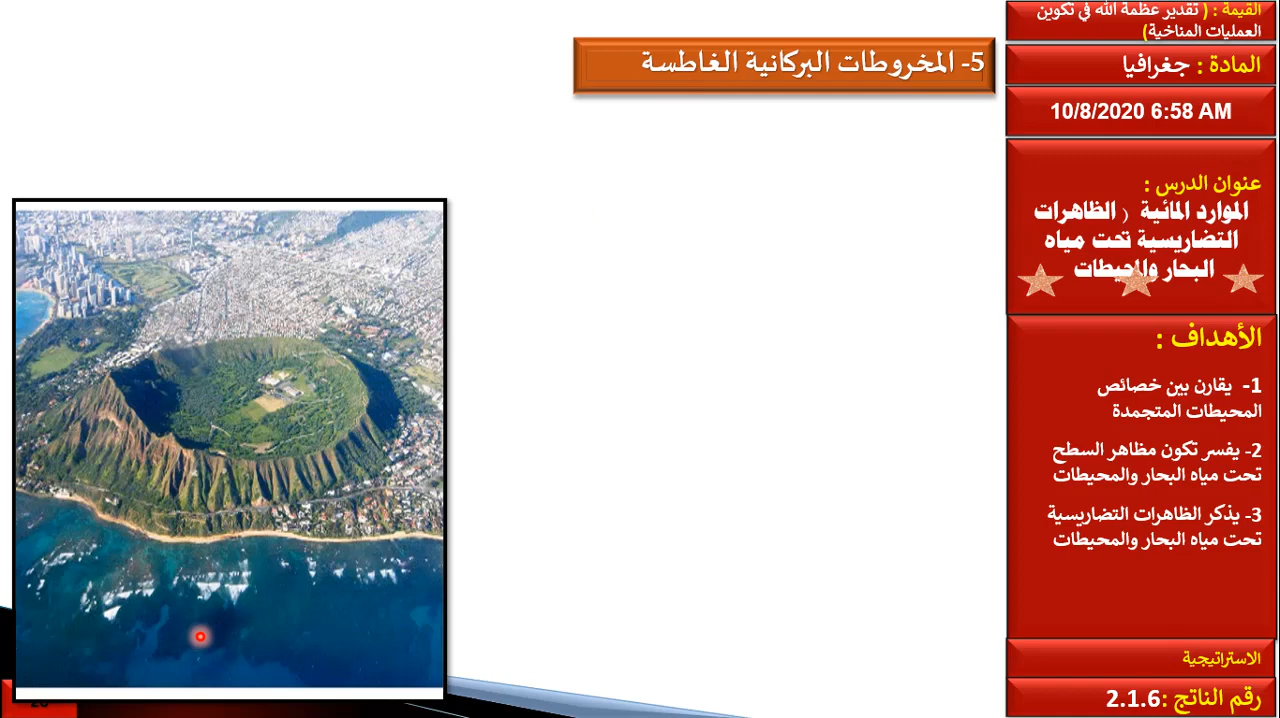 القيمة : ( تقدير عظمة الله في تكوين
العمليات المناخية)
المادة : جغرافيا
10/8/2020 6:58 AM
عنوان الدرس :
الموارد المائية ( الظاهرات
التضاريسية تحت مياه
البحار والمحيطات
الأهداف :
1- يقارن بين خصائص
المحيطات المتجمدة
2- يفسر تكون مظاهر السطح
تحت مياه البحار والمحيطات
3- يذكر الظاهرات التضاريسية
تحت مياه البحار والمحيطات
الاستراتيجية
رقم الناتج :2.1.6
5- المخروطات البركانية الغاطسة